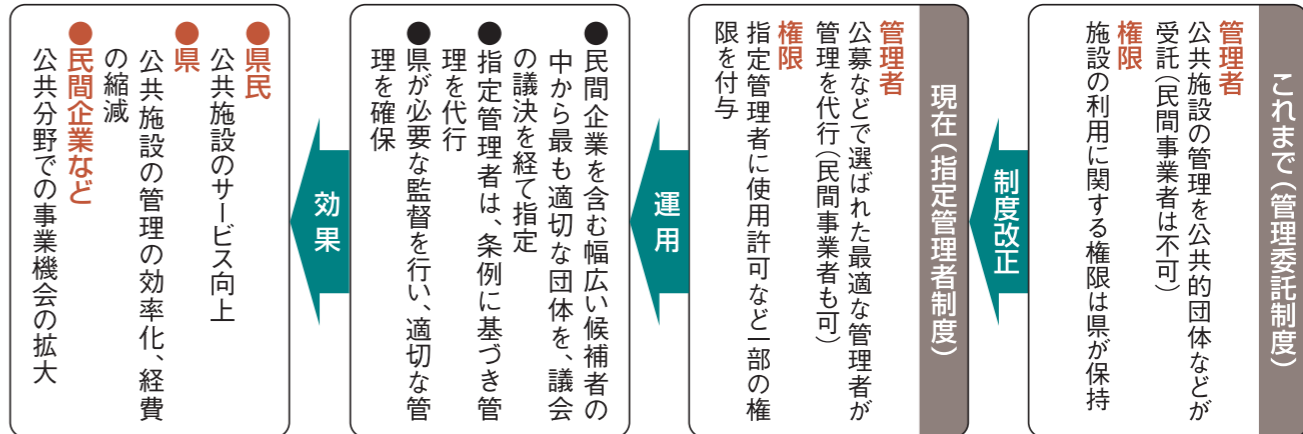 これまで（管理委託制度）
管理者
公共施設の管理を公共的団体などが
受託（民間事業者は不可）
権限
施設の利用に関する権限は県が保持
制度改正
現在（指定管理者制度）
管理者
公募などで選ばれた最適な管理者が
管理を代行（民間事業者も可）
権限
指定管理者に使用許可など一部の権
限を付与
運用
●民間企業を含む幅広い候補者の
中から最も適切な団体を、議会
の議決を経て指定
●指定管理者は、条例に基づき管
理を代行
●県が必要な監督を行い、適切な管
理を確保
効果
●県民
公共施設のサービス向上
●県
公共施設の管理の効率化、経費
の縮減
●民間企業など
公共分野での事業機会の拡大